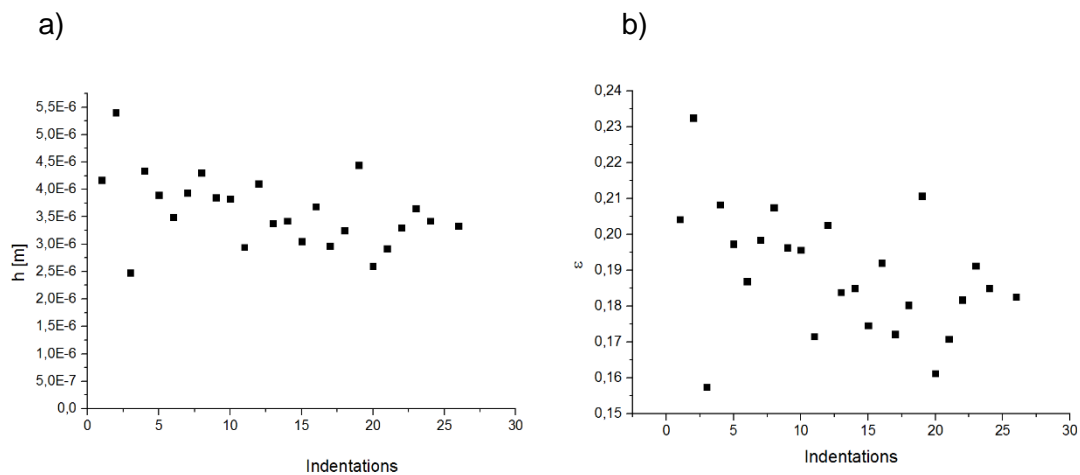 a)
h [m]
5,5E-6
5,0E-6
4,5E-6
4,0E-6
3,5E-6
3,0E-6
2,5E-6
2,0E-6
1,5E-6
1,0E-6
5,0E-7
0,0
0 5 10 15 20 25 30
Indentations
b)
ε
0,24
0,23
0,22
0,21
0,20
0,19
0,18
0,17
0,16
0,15
0 5 10 15 20 25 30
Indentations